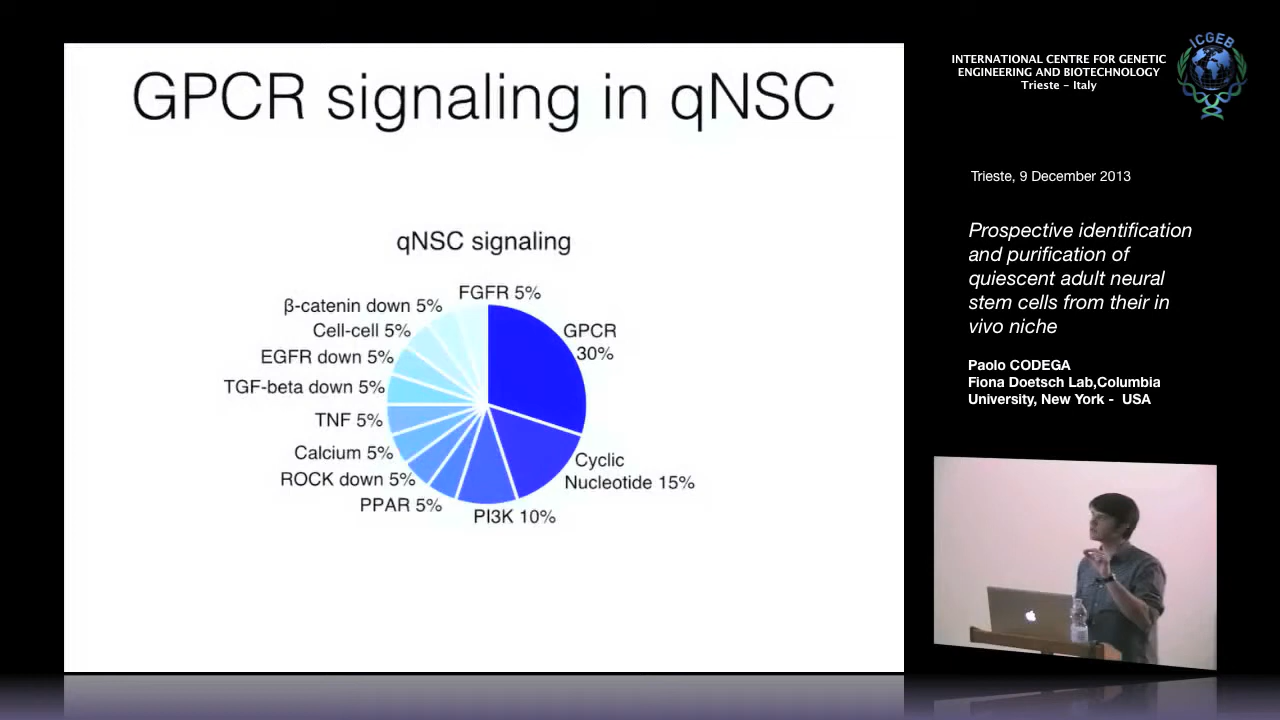 GPCR signaling in qNSC
qNSC signaling
FGFR 5%
β-catenin down 5%
Cell-cell 5%
EGFR down 5%
TGF-beta down 5%
TNF 5%
Calcium 5%
ROCK down 5%
PPAR 5%
PI3K 10%
Cyclic
Nucleotide 15%
GPCR
30%
INTERNATIONAL CENTRE FOR GENETIC
ENGINEERING AND BIOTECHNOLOGY
Trieste - Italy
ICGEB
Trieste, 9 December 2013
Prospective identification
and purification of
quiescent adult neural
stem cells from their in
vivo niche
Paolo CODEGA
Fiona Doetsch Lab,Columbia
University, New York - USA